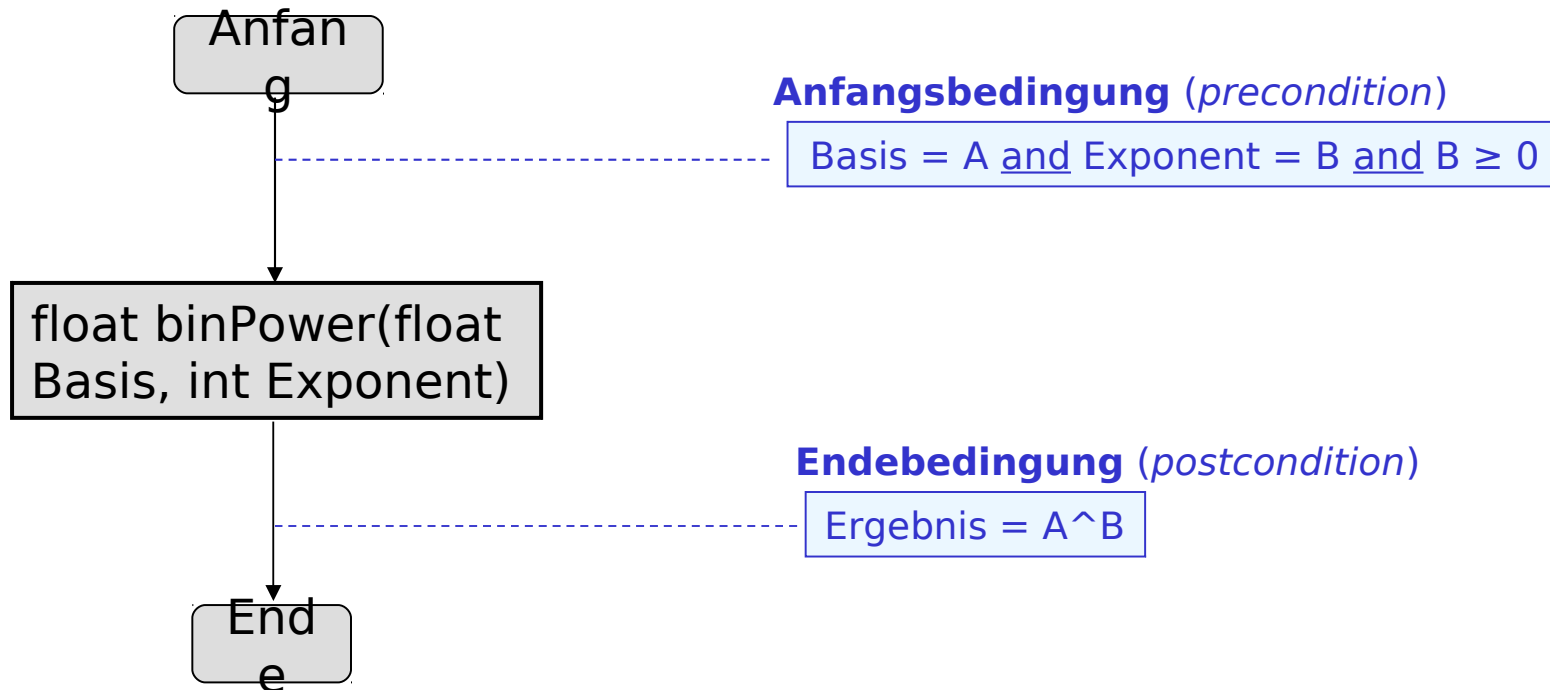 Anfan
g
Anfangsbedingung (precondition)
Basis = A and Exponent = B and B ≥ 0
float binPower(float
Basis, int Exponent)
Endebedingung (postcondition)
Ergebnis = A^B
End
e